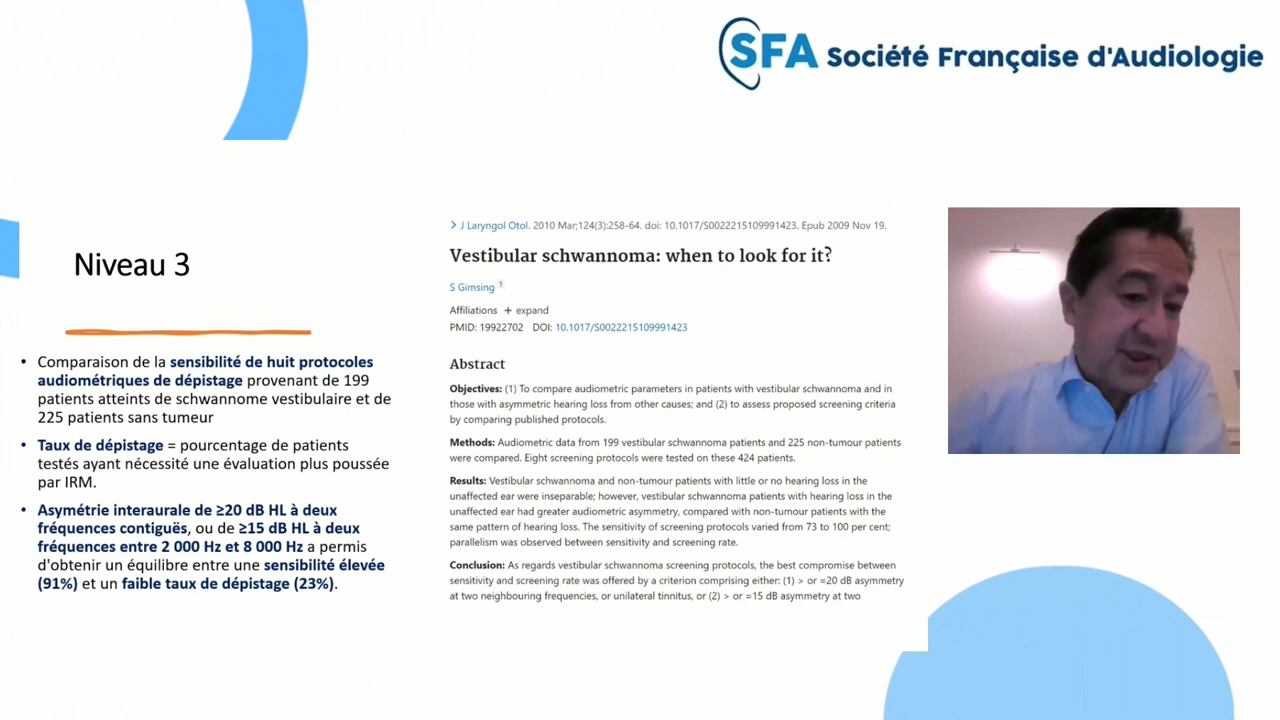 SFA Société Française d'Audiologie
Niveau 3
• Comparaison de la sensibilité de huit protocoles
audiométriques de dépistage provenant de 199
patients atteints de schwannome vestibulaire et de
225 patients sans tumeur
• Taux de dépistage = pourcentage de patients
testés ayant nécessité une évaluation plus poussée
par IRM.
• Asymétrie interaurale de ≥20 dB HL à deux
fréquences contiguës, ou de ≥15 dB HL à deux
fréquences entre 2 000 Hz et 8 000 Hz a permis
d'obtenir un équilibre entre une sensibilité élevée
(91%) et un faible taux de dépistage (23%).
> J Laryngol Otol. 2010 Mar;124(3):258-64. doi: 10.1017/S0022215109991423. Epub 2009 Nov 19.
Vestibular schwannoma: when to look for it?
S Gimsing 1
Affiliations + expand
PMID: 19922702 DOI: 10.1017/S0022215109991423
Abstract
Objectives: (1) To compare audiometric parameters in patients with vestibular schwannoma and in
those with asymmetric hearing loss from other causes; and (2) to assess proposed screening criteria
by comparing published protocols.
Methods: Audiometric data from 199 vestibular schwannoma patients and 225 non-tumour patients
were compared. Eight screening protocols were tested on these 424 patients.
Results: Vestibular schwannoma and non-tumour patients with little or no hearing loss in the
unaffected ear were inseparable; however, vestibular schwannoma patients with hearing loss in the
unaffected ear had greater audiometric asymmetry, compared with non-tumour patients with the
same pattern of hearing loss. The sensitivity of screening protocols varied from 73 to 100 per cent;
parallelism was observed between sensitivity and screening rate.
Conclusion: As regards vestibular schwannoma screening protocols, the best compromise between
sensitivity and screening rate was offered by a criterion comprising either: (1) > or =20 dB asymmetry
at two neighbouring frequencies, or unilateral tinnitus, or (2) > or =15 dB asymmetry at two